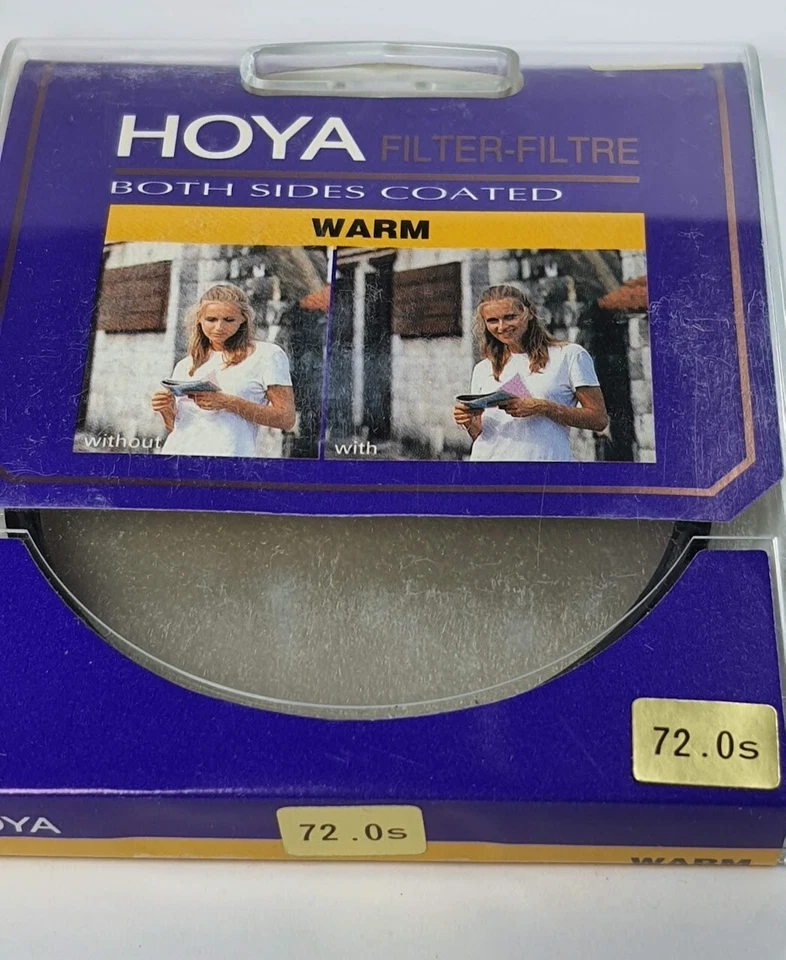 HOYA FILTER-FILTRE
BOTH SIDES COATED
WARM
without
with
72.0s
OYA
72.0s
WARM